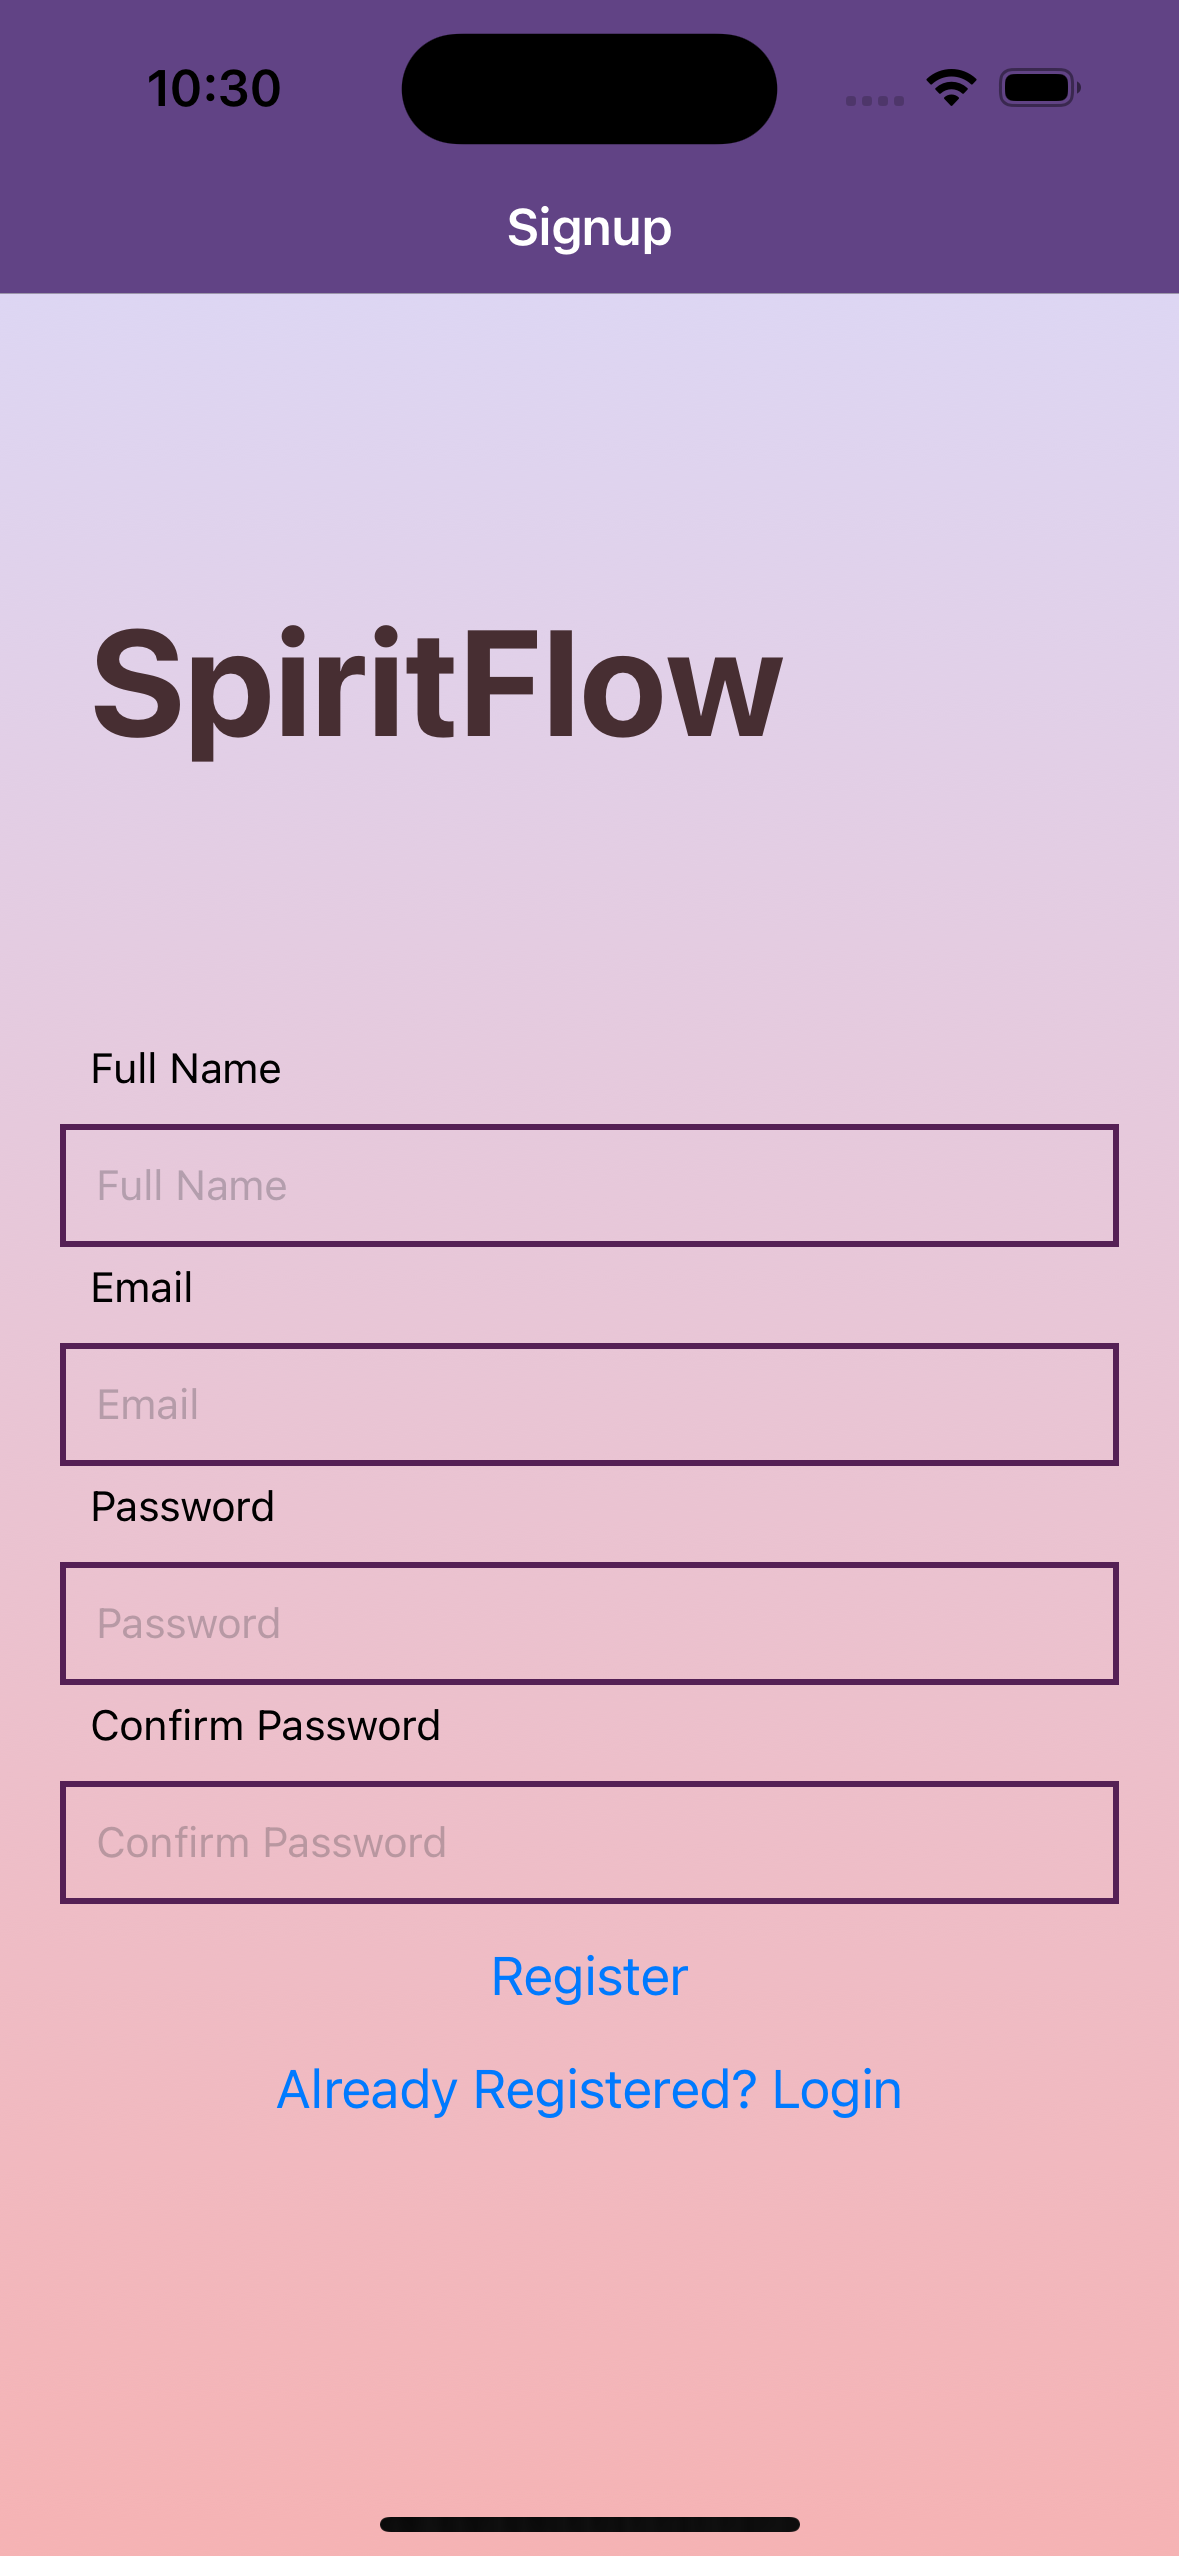 10:30
Signup
SpiritFlow
Full Name
Full Name
Email
Email
Password
Password
Confirm Password
Confirm Password
Register
Already Registered? Login